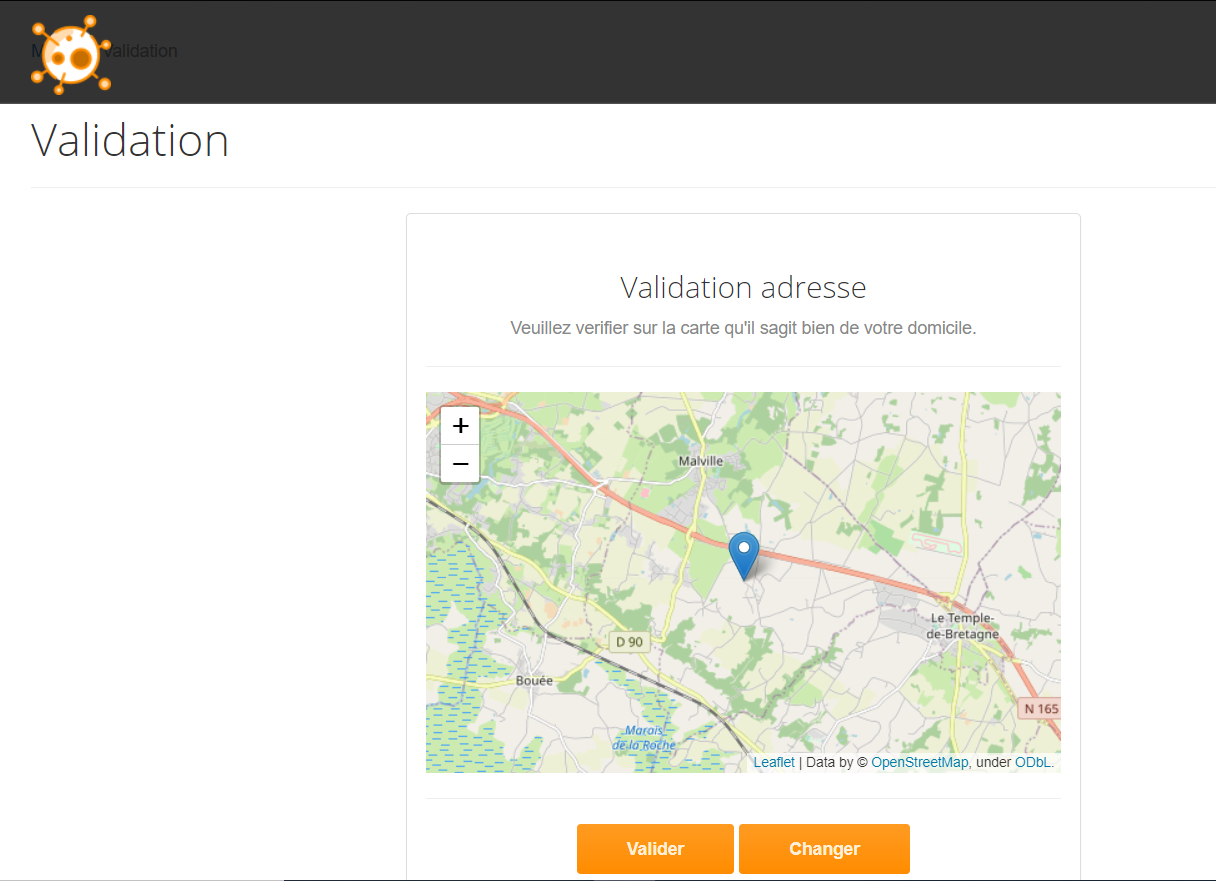 Validation
Validation
Validation adresse
Veuillez verifier sur la carte qu'il sagit bien de votre domicile.
+
−
Malville
Le Temple-
de-Bretagne
D 90
Bouée
N 165
Marais
de la Roche
Leaflet | Data by © OpenStreetMap, under ODbL.
Valider
Changer